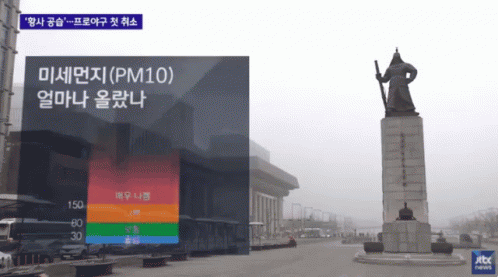 '황사 공습'…프로야구 첫 취소
미세먼지(PM10)
얼마나 올랐나
매우 나쁨
150
나쁨
80
보통
30
좋음
jtbc
news